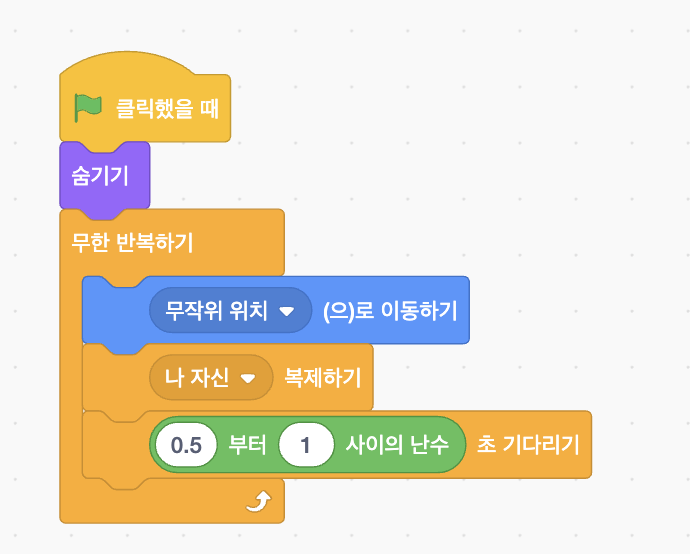 클릭했을 때
숨기기
무한 반복하기
무작위 위치 (으)로 이동하기
나 자신 복제하기
0.5 부터 1 사이의 난수 초 기다리기